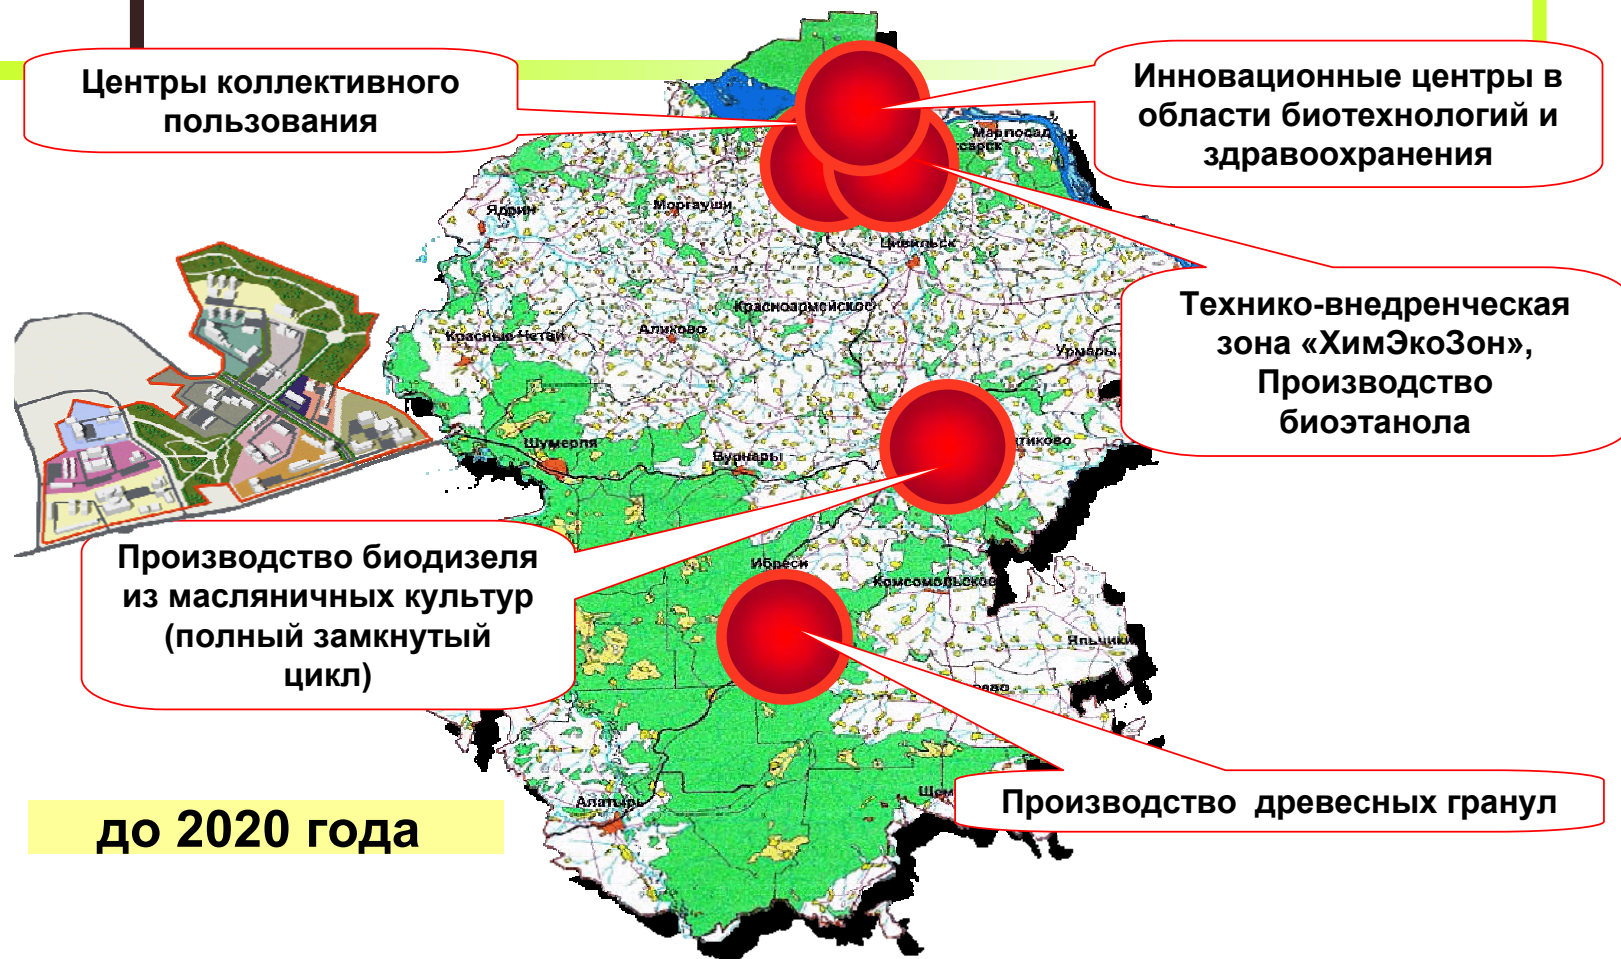 Центры коллективного
пользования
Инновационные центры в
области биотехнологий и
здравоохранения
Марпосад
Ядрин
Моргауши
Цивильск
Технико-внедренческая
зона «ХимЭкоЗон»,
Производство
биоэтанола
Красноармейское
Аликово
Красные Четаи
Урмары
Шумерля
Вурнары
Производство биодизеля
из масляничных культур
(полный замкнутый
цикл)
Ибреси
Комсомольское
Яльчики
Алатырь
Производство древесных гранул
до 2020 года